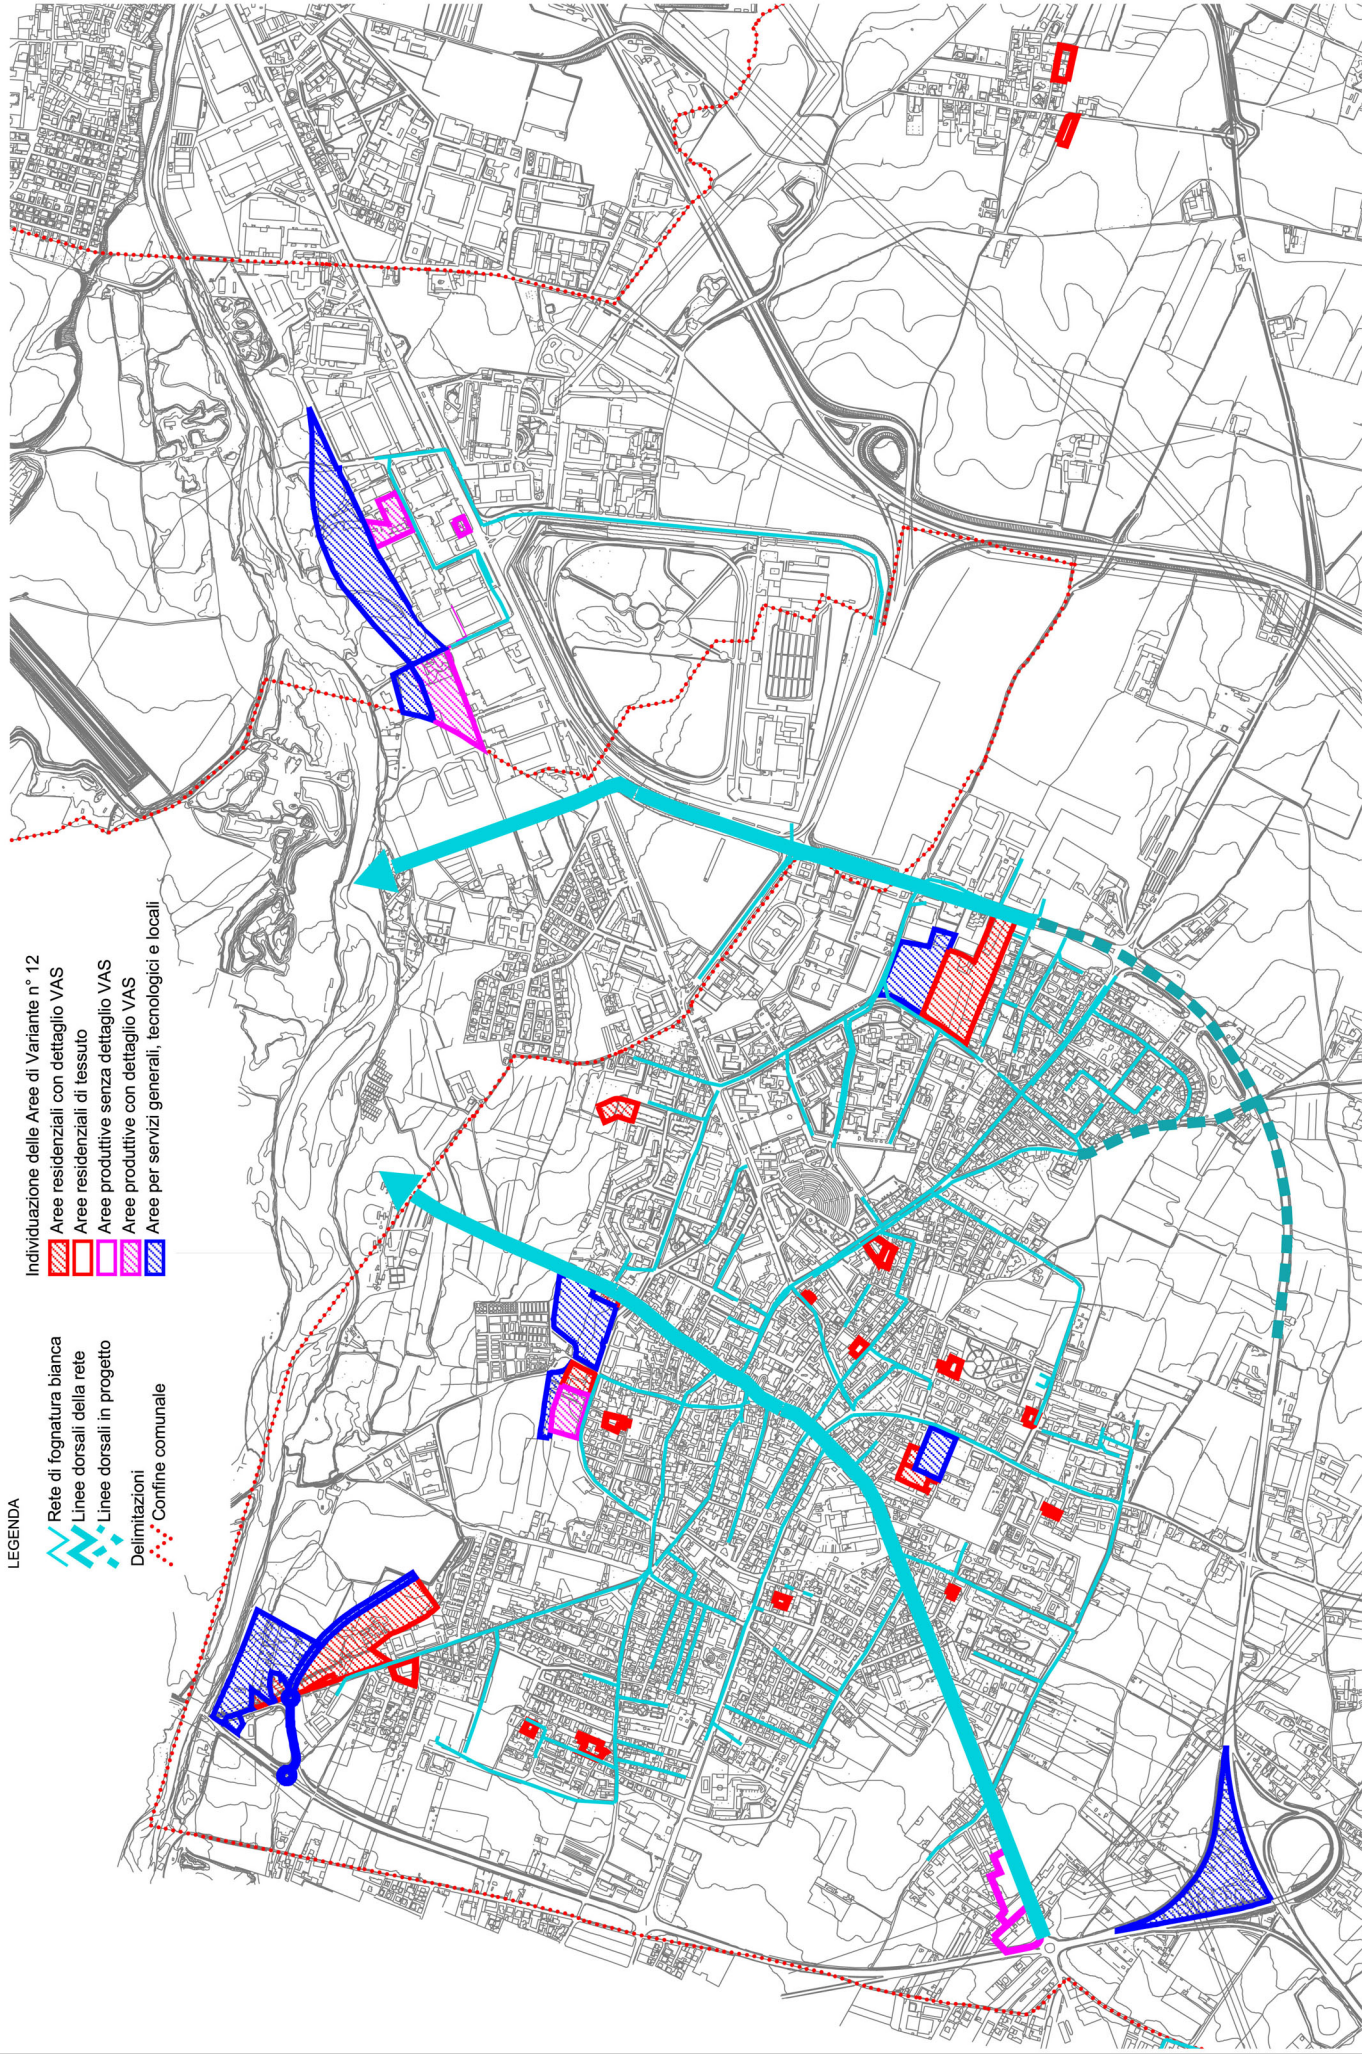 LEGENDA
Rete di fognatura bianca
Linee dorsali della rete
Linee dorsali in progetto
Delimitazioni
Confine comunale
Individuazione delle Aree di Variante n° 12
Aree residenziali con dettaglio VAS
Aree residenziali di tessuto
Aree produttive senza dettaglio VAS
Aree produttive con dettaglio VAS
Aree per servizi generali, tecnologici e locali